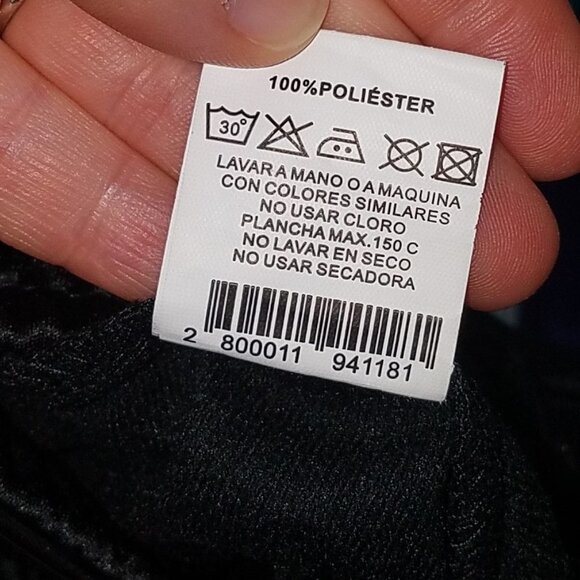 100%POLIÉSTER
30°
LAVAR A MANO O A MAQUINA
CON COLORES SIMILARES
NO USAR CLORO
PLANCHA MAX.150 C
NO LAVAR EN SECO
NO USAR SECADORA
2 800011 941181